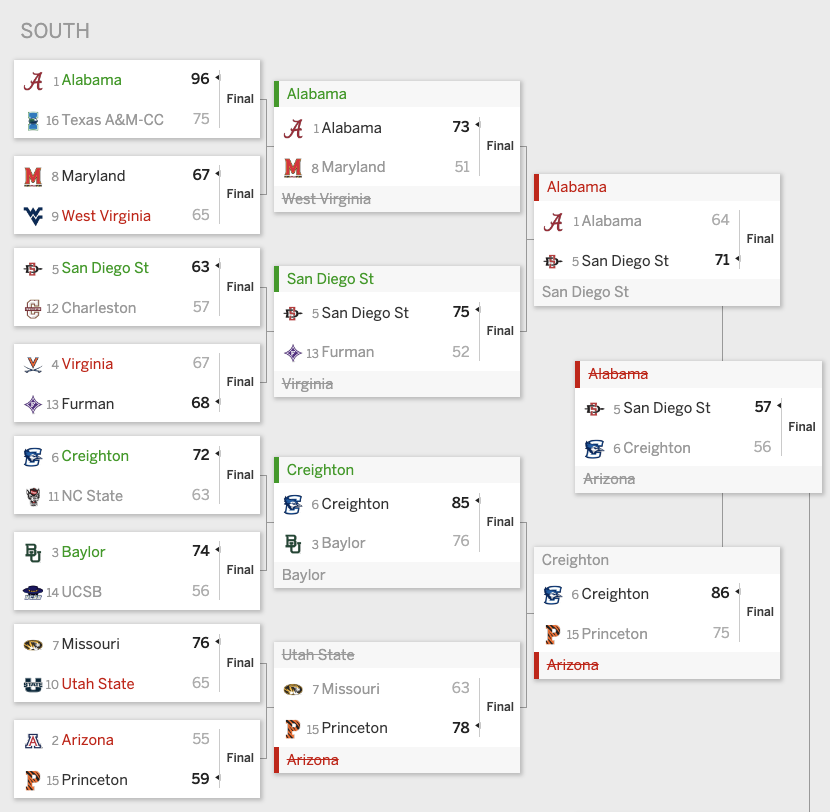 SOUTH
1 Alabama 96
16 Texas A&M-CC 75
Final
8 Maryland 67
9 West Virginia 65
Final
5 San Diego St 63
12 Charleston 57
Final
4 Virginia 67
13 Furman 68
Final
6 Creighton 72
11 NC State 63
Final
3 Baylor 74
14 UCSB 56
Final
7 Missouri 76
10 Utah State 65
Final
2 Arizona 55
15 Princeton 59
Final
Alabama
1 Alabama 73
8 Maryland 51
Final
West Virginia
San Diego St
5 San Diego St 75
13 Furman 52
Final
Virginia
Creighton
6 Creighton 85
3 Baylor 76
Final
Baylor
Utah State
7 Missouri 63
15 Princeton 78
Final
Arizona
Alabama
1 Alabama 64
5 San Diego St 71
Final
San Diego St
Alabama
5 San Diego St 57
6 Creighton 56
Final
Arizona
Creighton
6 Creighton 86
15 Princeton 75
Final
Arizona